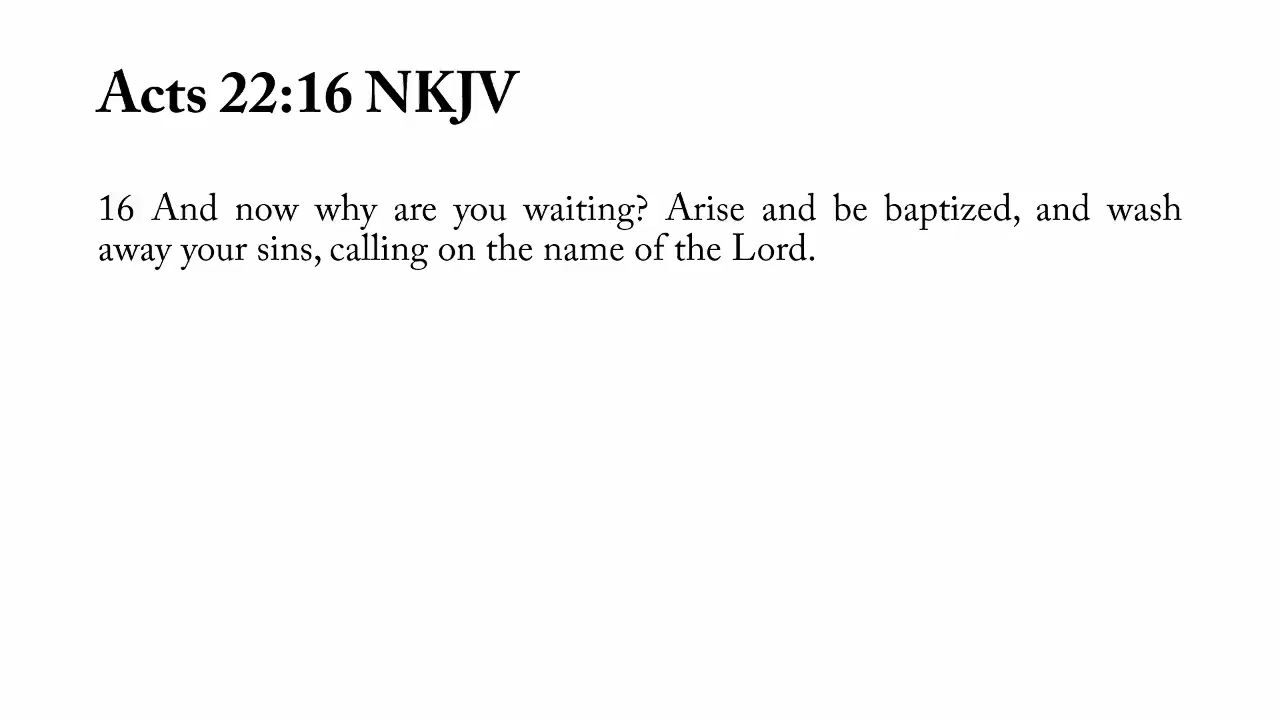 Acts 22:16 NKJV
16 And now why are you waiting? Arise and be baptized, and wash
away your sins, calling on the name of the Lord.